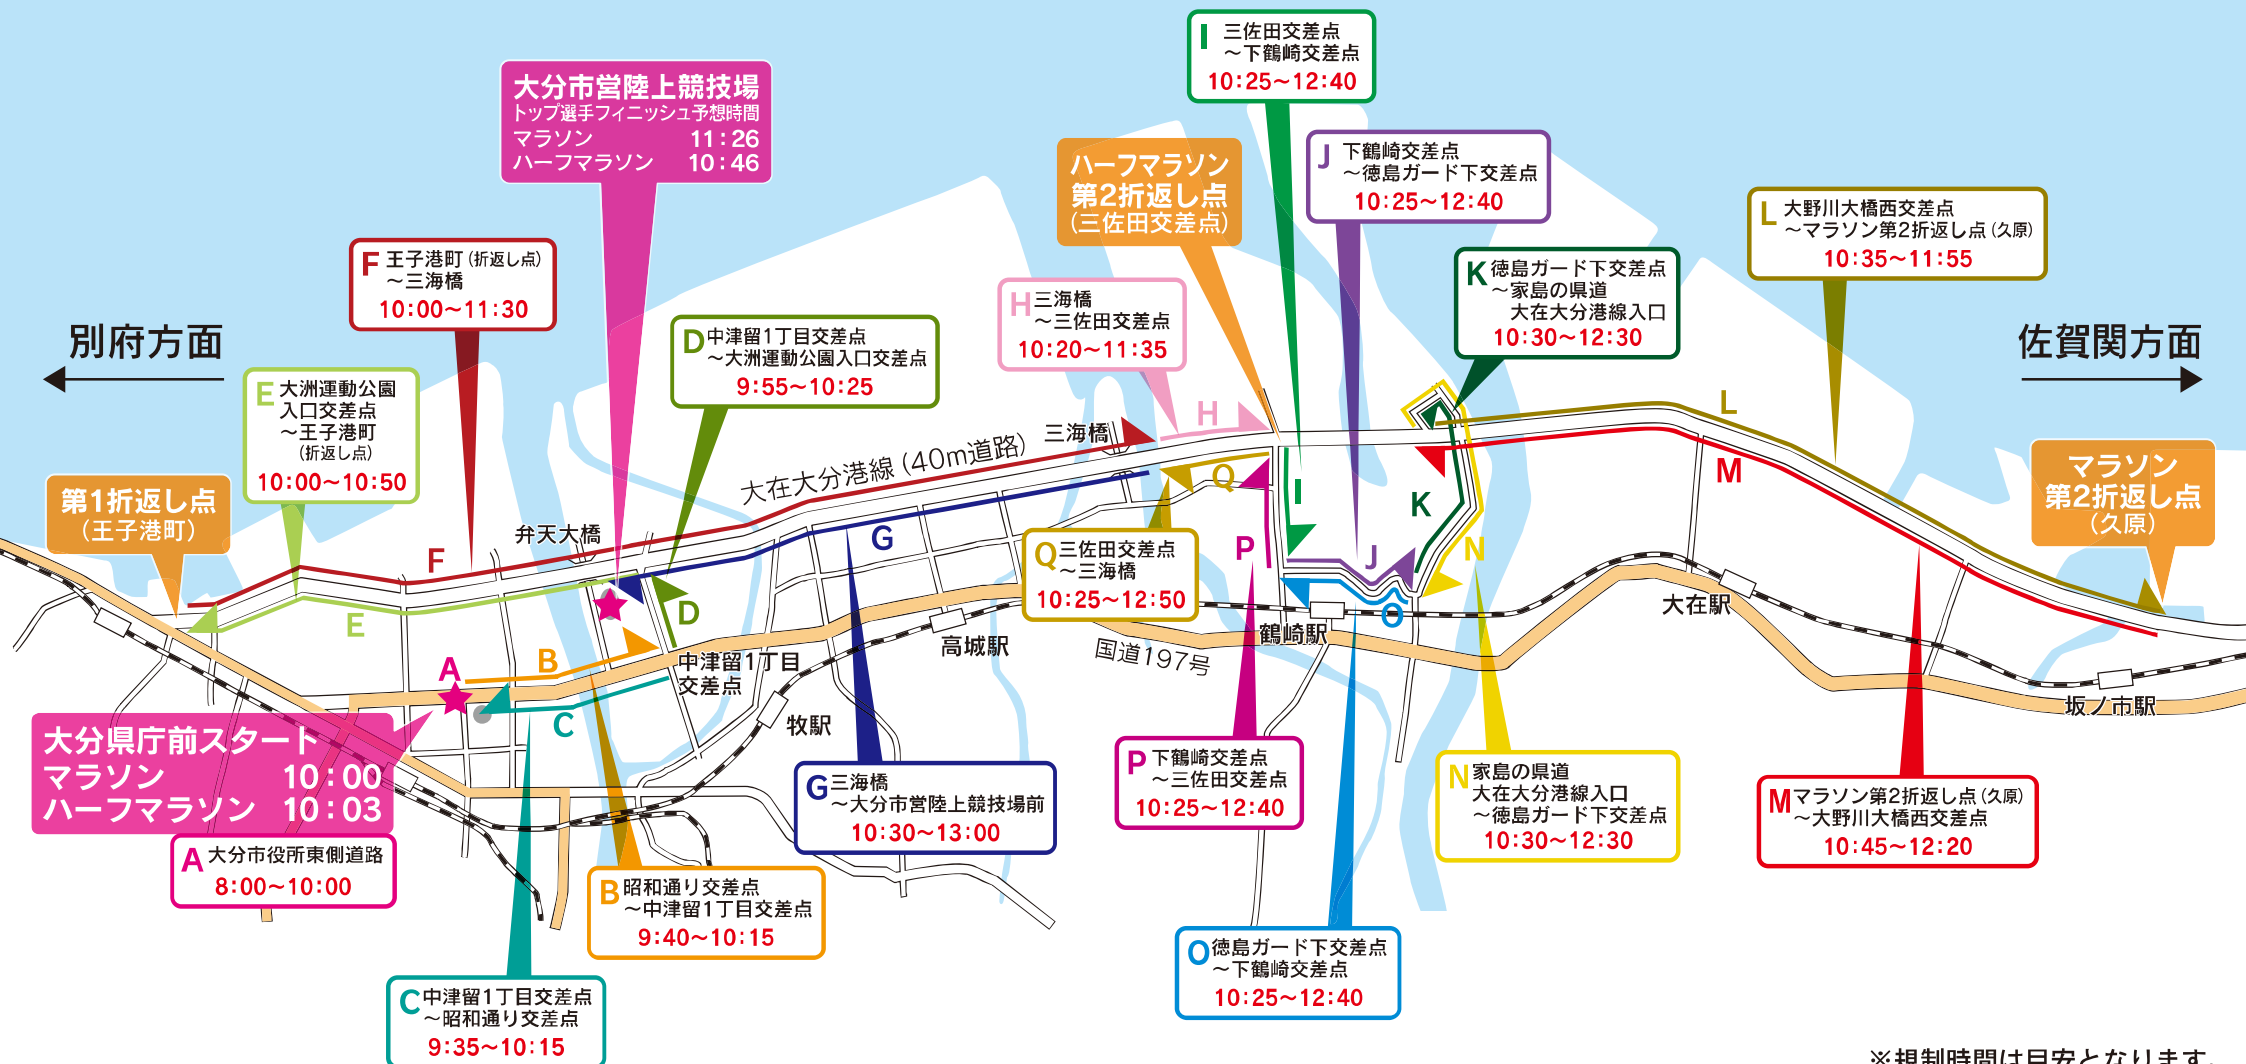 I 三佐田交差点
～下鶴崎交差点
10:25～12:40
大分市営陸上競技場
トップ選手フィニッシュ予想時間
マラソン 11：26
ハーフマラソン 10：46
ハーフマラソン
第2折返し点
(三佐田交差点)
J 下鶴崎交差点
～徳島ガード下交差点
10:25～12:40
L 大野川大橋西交差点
～マラソン第2折返し点(久原)
10:35～11:55
F 王子港町(折返し点)
～三海橋
10:00～11:30
K 徳島ガード下交差点
～家島の県道
大在大分港線入口
10:30～12:30
H 三海橋
～三佐田交差点
10:20～11:35
別府方面
佐賀関方面
D 中津留1丁目交差点
～大洲運動公園入口交差点
9:55～10:25
E 大洲運動公園
入口交差点
～王子港町
(折返し点)
10:00～10:50
第1折返し点
(王子港町)
マラソン
第2折返し点
(久原)
大在大分港線(40m道路)
三海橋
弁天大橋
H
L
M
Q
I
K
F
G
P
J
N
E
D
O
B
A
C
Q 三佐田交差点
～三海橋
10:25～12:50
大在駅
鶴崎駅
高城駅
国道197号
中津留1丁目
交差点
牧駅
坂ノ市駅
大分県庁前スタート
マラソン 10：00
ハーフマラソン 10：03
A 大分市役所東側道路
8:00～10:00
G 三海橋
～大分市営陸上競技場前
10:30～13:00
P 下鶴崎交差点
～三佐田交差点
10:25～12:40
N 家島の県道
大在大分港線入口
～徳島ガード下交差点
10:30～12:30
M マラソン第2折返し点(久原)
～大野川大橋西交差点
10:45～12:20
B 昭和通り交差点
～中津留1丁目交差点
9:40～10:15
O 徳島ガード下交差点
～下鶴崎交差点
10:25～12:40
C 中津留1丁目交差点
～昭和通り交差点
9:35～10:15
※規制時間は目安となります。